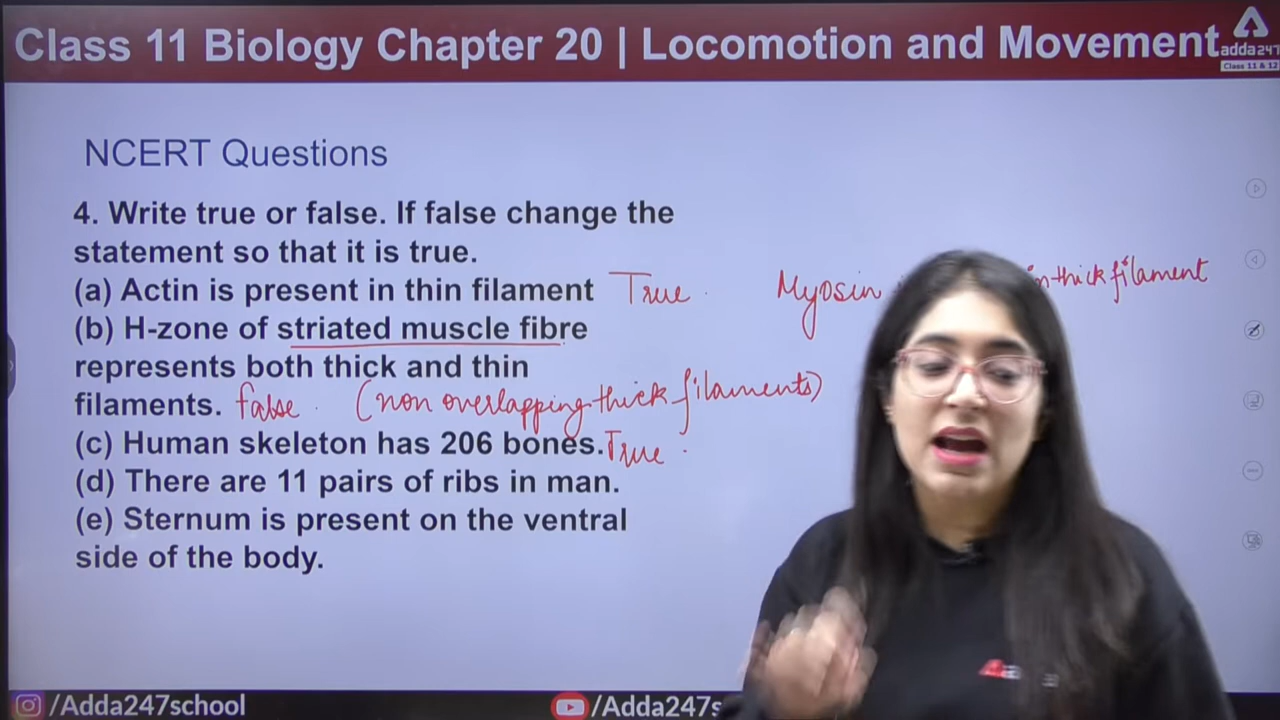 Class 11 Biology Chapter 20 | Locomotion and Movement
adda247
Class 11 & 12
NCERT Questions
4. Write true or false. If false change the
statement so that it is true.
(a) Actin is present in thin filament True. Myosin in thick filament
(b) H-zone of striated muscle fibre
represents both thick and thin
filaments. false. (non overlapping thick filaments)
(c) Human skeleton has 206 bones. True.
(d) There are 11 pairs of ribs in man.
(e) Sternum is present on the ventral
side of the body.
/Adda247school
/Adda247s